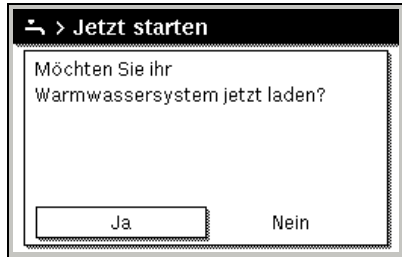 > Jetzt starten
Möchten Sie ihr
Warmwassersystem jetzt laden?
Ja
Nein